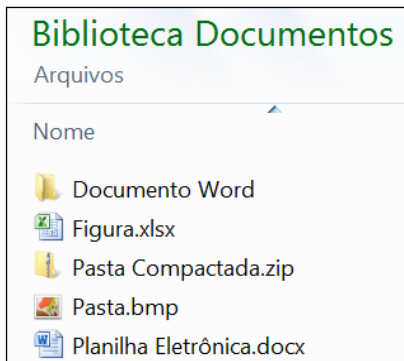 Biblioteca Documentos
Arquivos
Nome
Documento Word
Figura.xlsx
Pasta Compactada.zip
Pasta.bmp
Planilha Eletrônica.docx